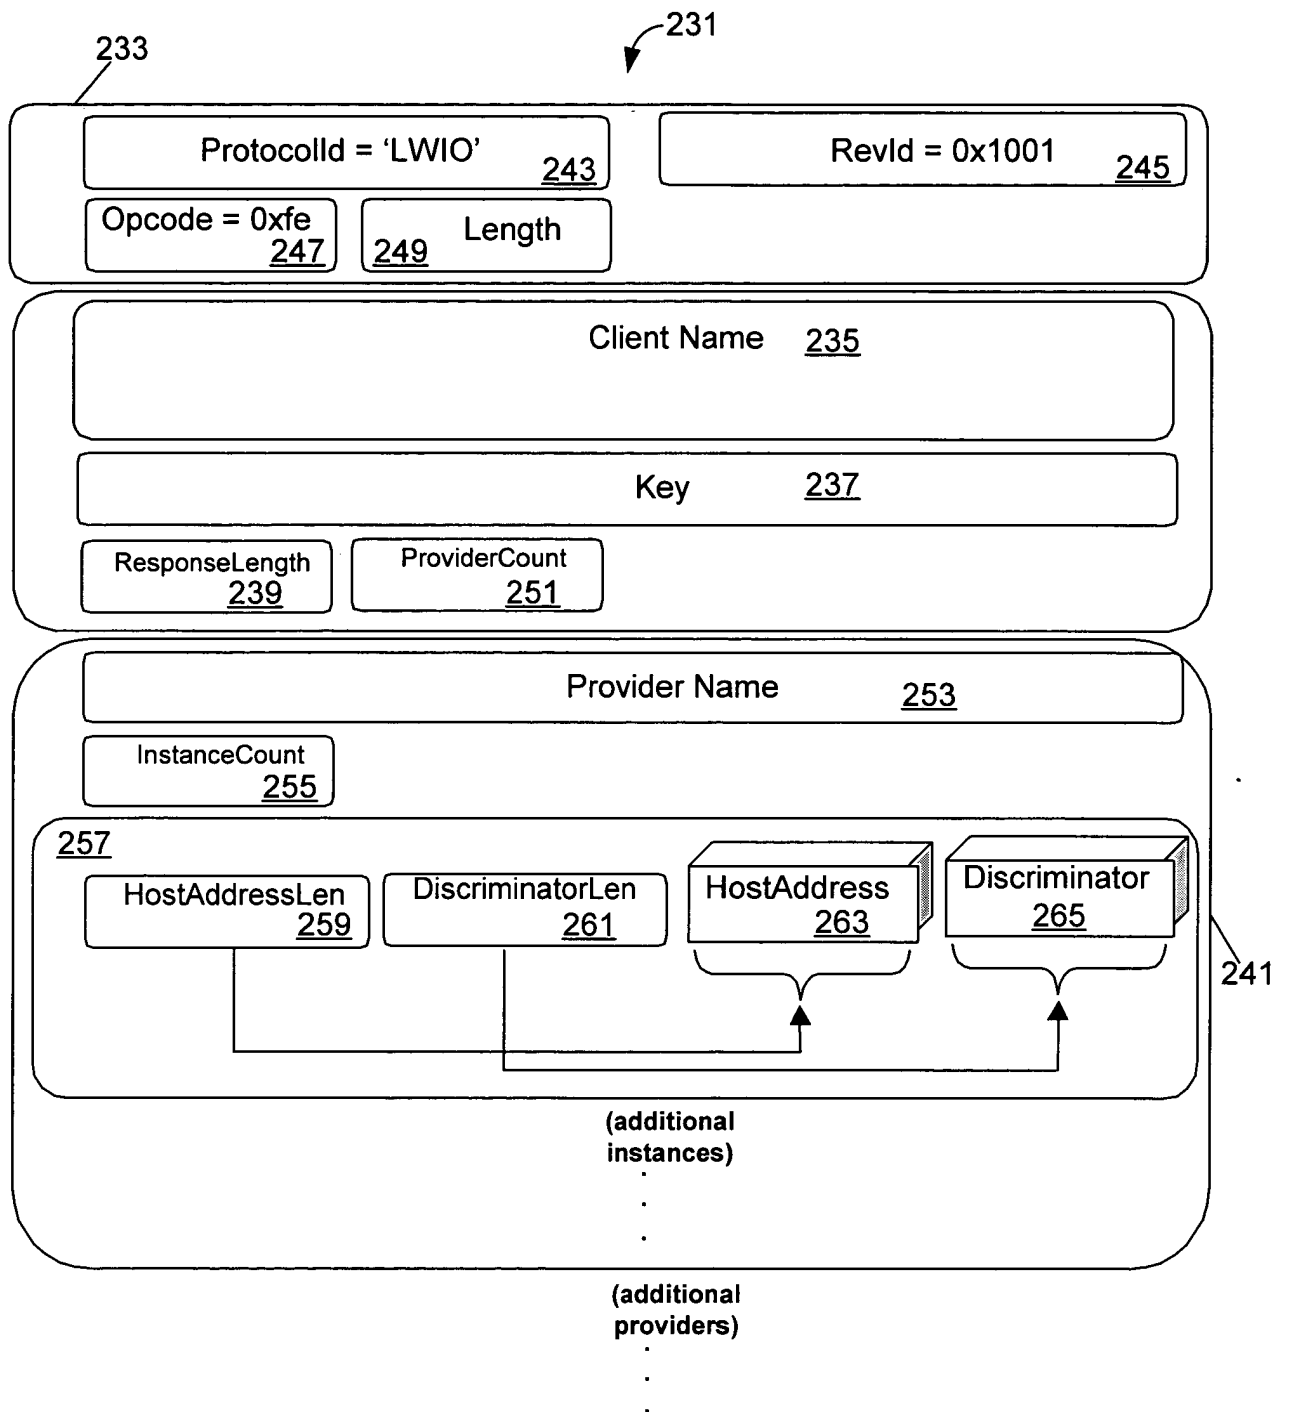 231
233
ProtocolId = ‘LWIO’ 243
RevId = 0x1001 245
Opcode = 0xfe 247
249 Length
Client Name 235
Key 237
ResponseLength 239
ProviderCount 251
Provider Name 253
InstanceCount 255
257
HostAddressLen 259
DiscriminatorLen 261
HostAddress 263
Discriminator 265
241
(additional
instances)
.
.
.
(additional
providers)
.
.
.